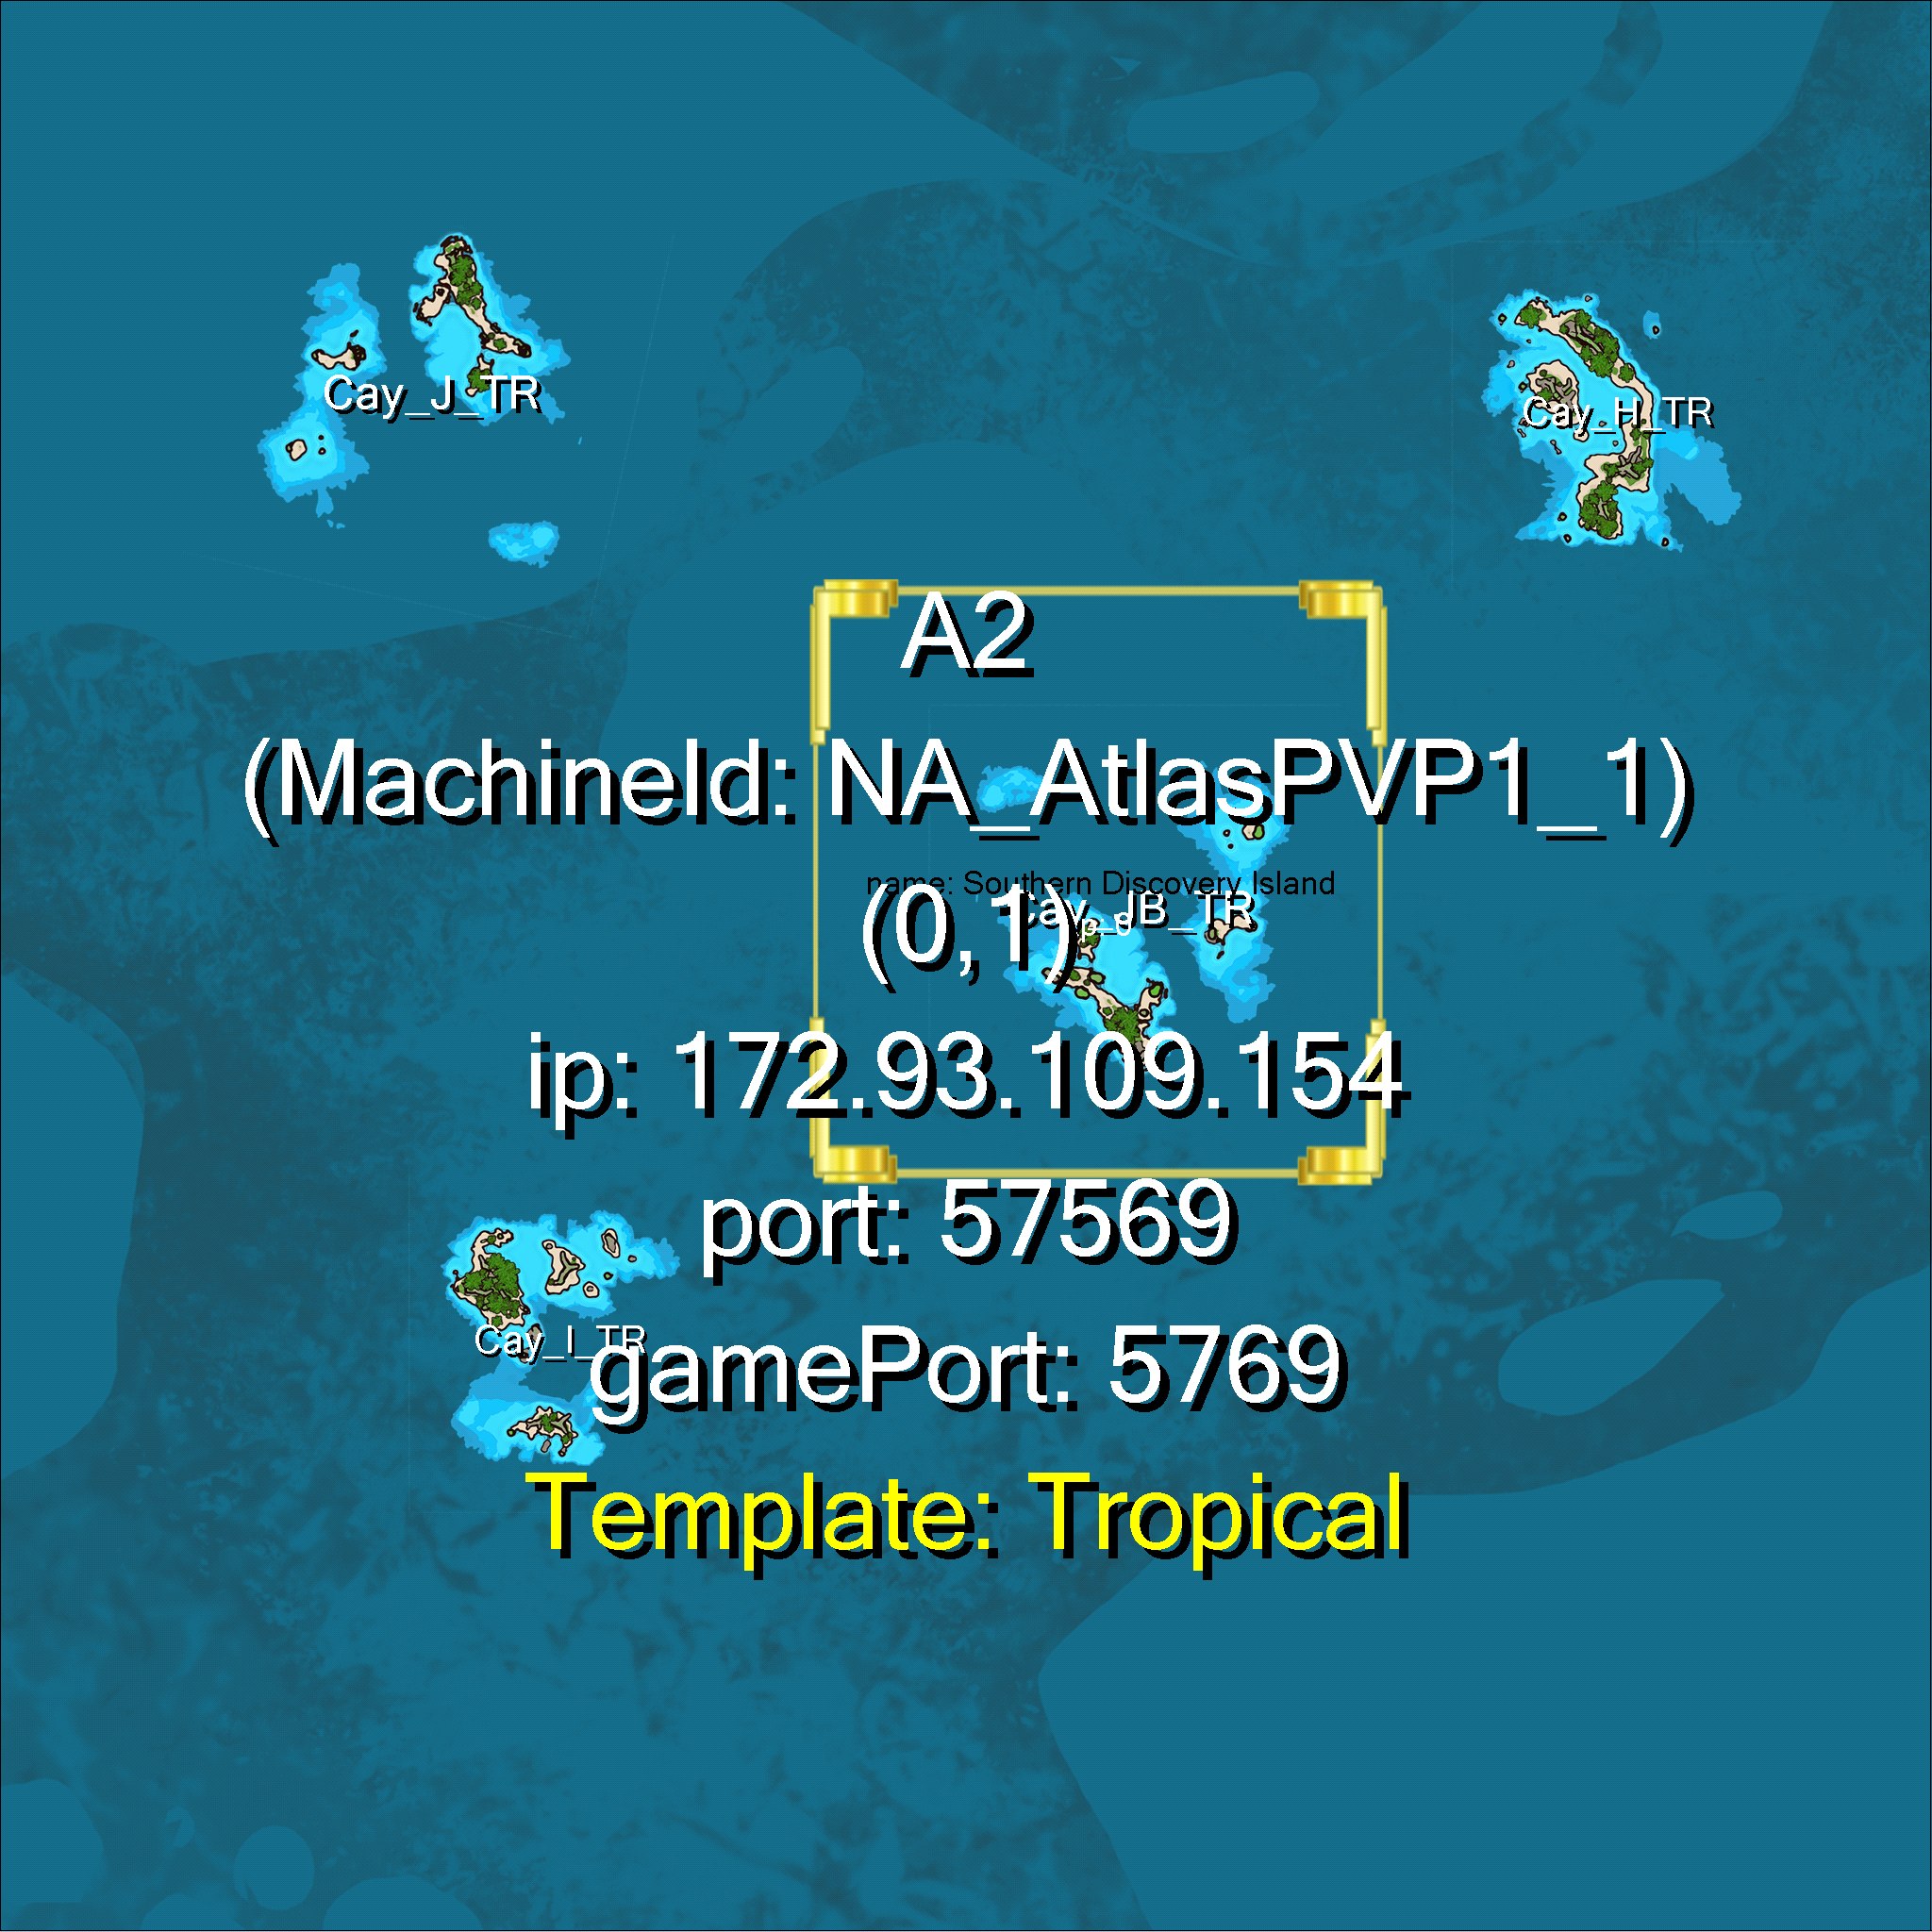 Cay_J_TR
Cay_H_TR
A2
(MachineId: NA_AtlasPVP1_1)
name: Southern Discovery Island
Cay_JB_TR
(0,1)
ip: 172.93.109.154
port: 57569
Cay_I_TR
gamePort: 5769
Template: Tropical